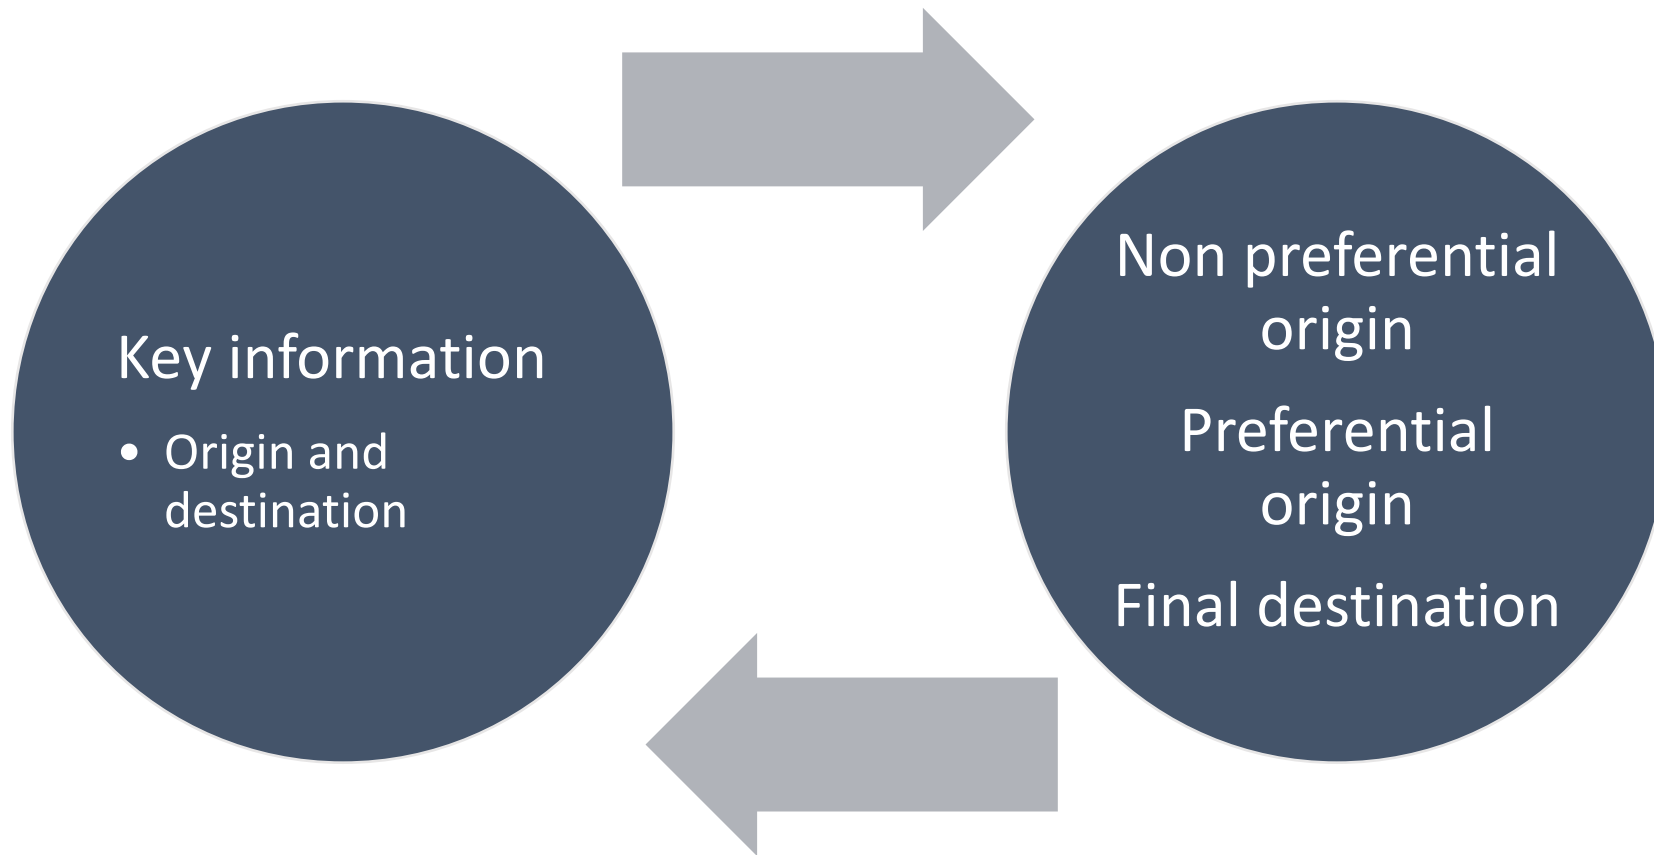 Key information
• Origin and
destination
Non preferential
origin
Preferential
origin
Final destination